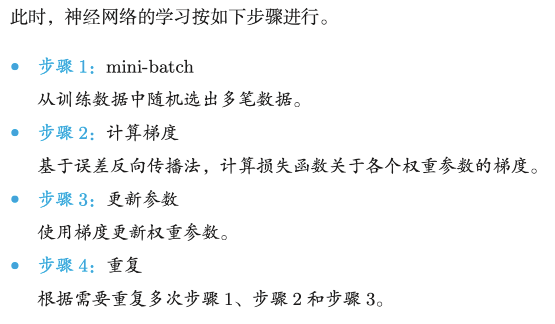 此时，神经网络的学习按如下步骤进行。
• 步骤 1：mini-batch
从训练数据中随机选出多笔数据。
• 步骤 2：计算梯度
基于误差反向传播法，计算损失函数关于各个权重参数的梯度。
• 步骤 3：更新参数
使用梯度更新权重参数。
• 步骤 4：重复
根据需要重复多次步骤 1、步骤 2 和步骤 3。